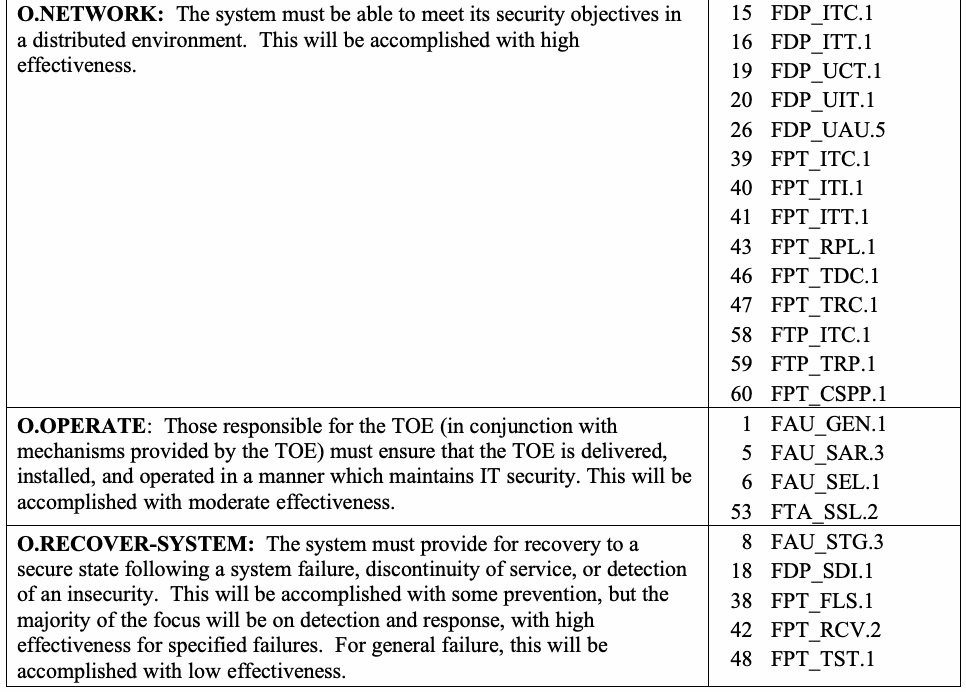 O.NETWORK:  The system must be able to meet its security objectives in
a distributed environment.  This will be accomplished with high
effectiveness.
15 FDP_ITC.1
16 FDP_ITT.1
19 FDP_UCT.1
20 FDP_UIT.1
26 FDP_UAU.5
39 FPT_ITC.1
40 FPT_ITI.1
41 FPT_ITT.1
43 FPT_RPL.1
46 FPT_TDC.1
47 FPT_TRC.1
58 FTP_ITC.1
59 FTP_TRP.1
60 FPT_CSPP.1
O.OPERATE:  Those responsible for the TOE (in conjunction with
mechanisms provided by the TOE) must ensure that the TOE is delivered,
installed, and operated in a manner which maintains IT security. This will be
accomplished with moderate effectiveness.
1 FAU_GEN.1
5 FAU_SAR.3
6 FAU_SEL.1
53 FTA_SSL.2
O.RECOVER-SYSTEM:  The system must provide for recovery to a
secure state following a system failure, discontinuity of service, or detection
of an insecurity.  This will be accomplished with some prevention, but the
majority of the focus will be on detection and response, with high
effectiveness for specified failures.  For general failure, this will be
accomplished with low effectiveness.
8 FAU_STG.3
18 FDP_SDI.1
38 FPT_FLS.1
42 FPT_RCV.2
48 FPT_TST.1